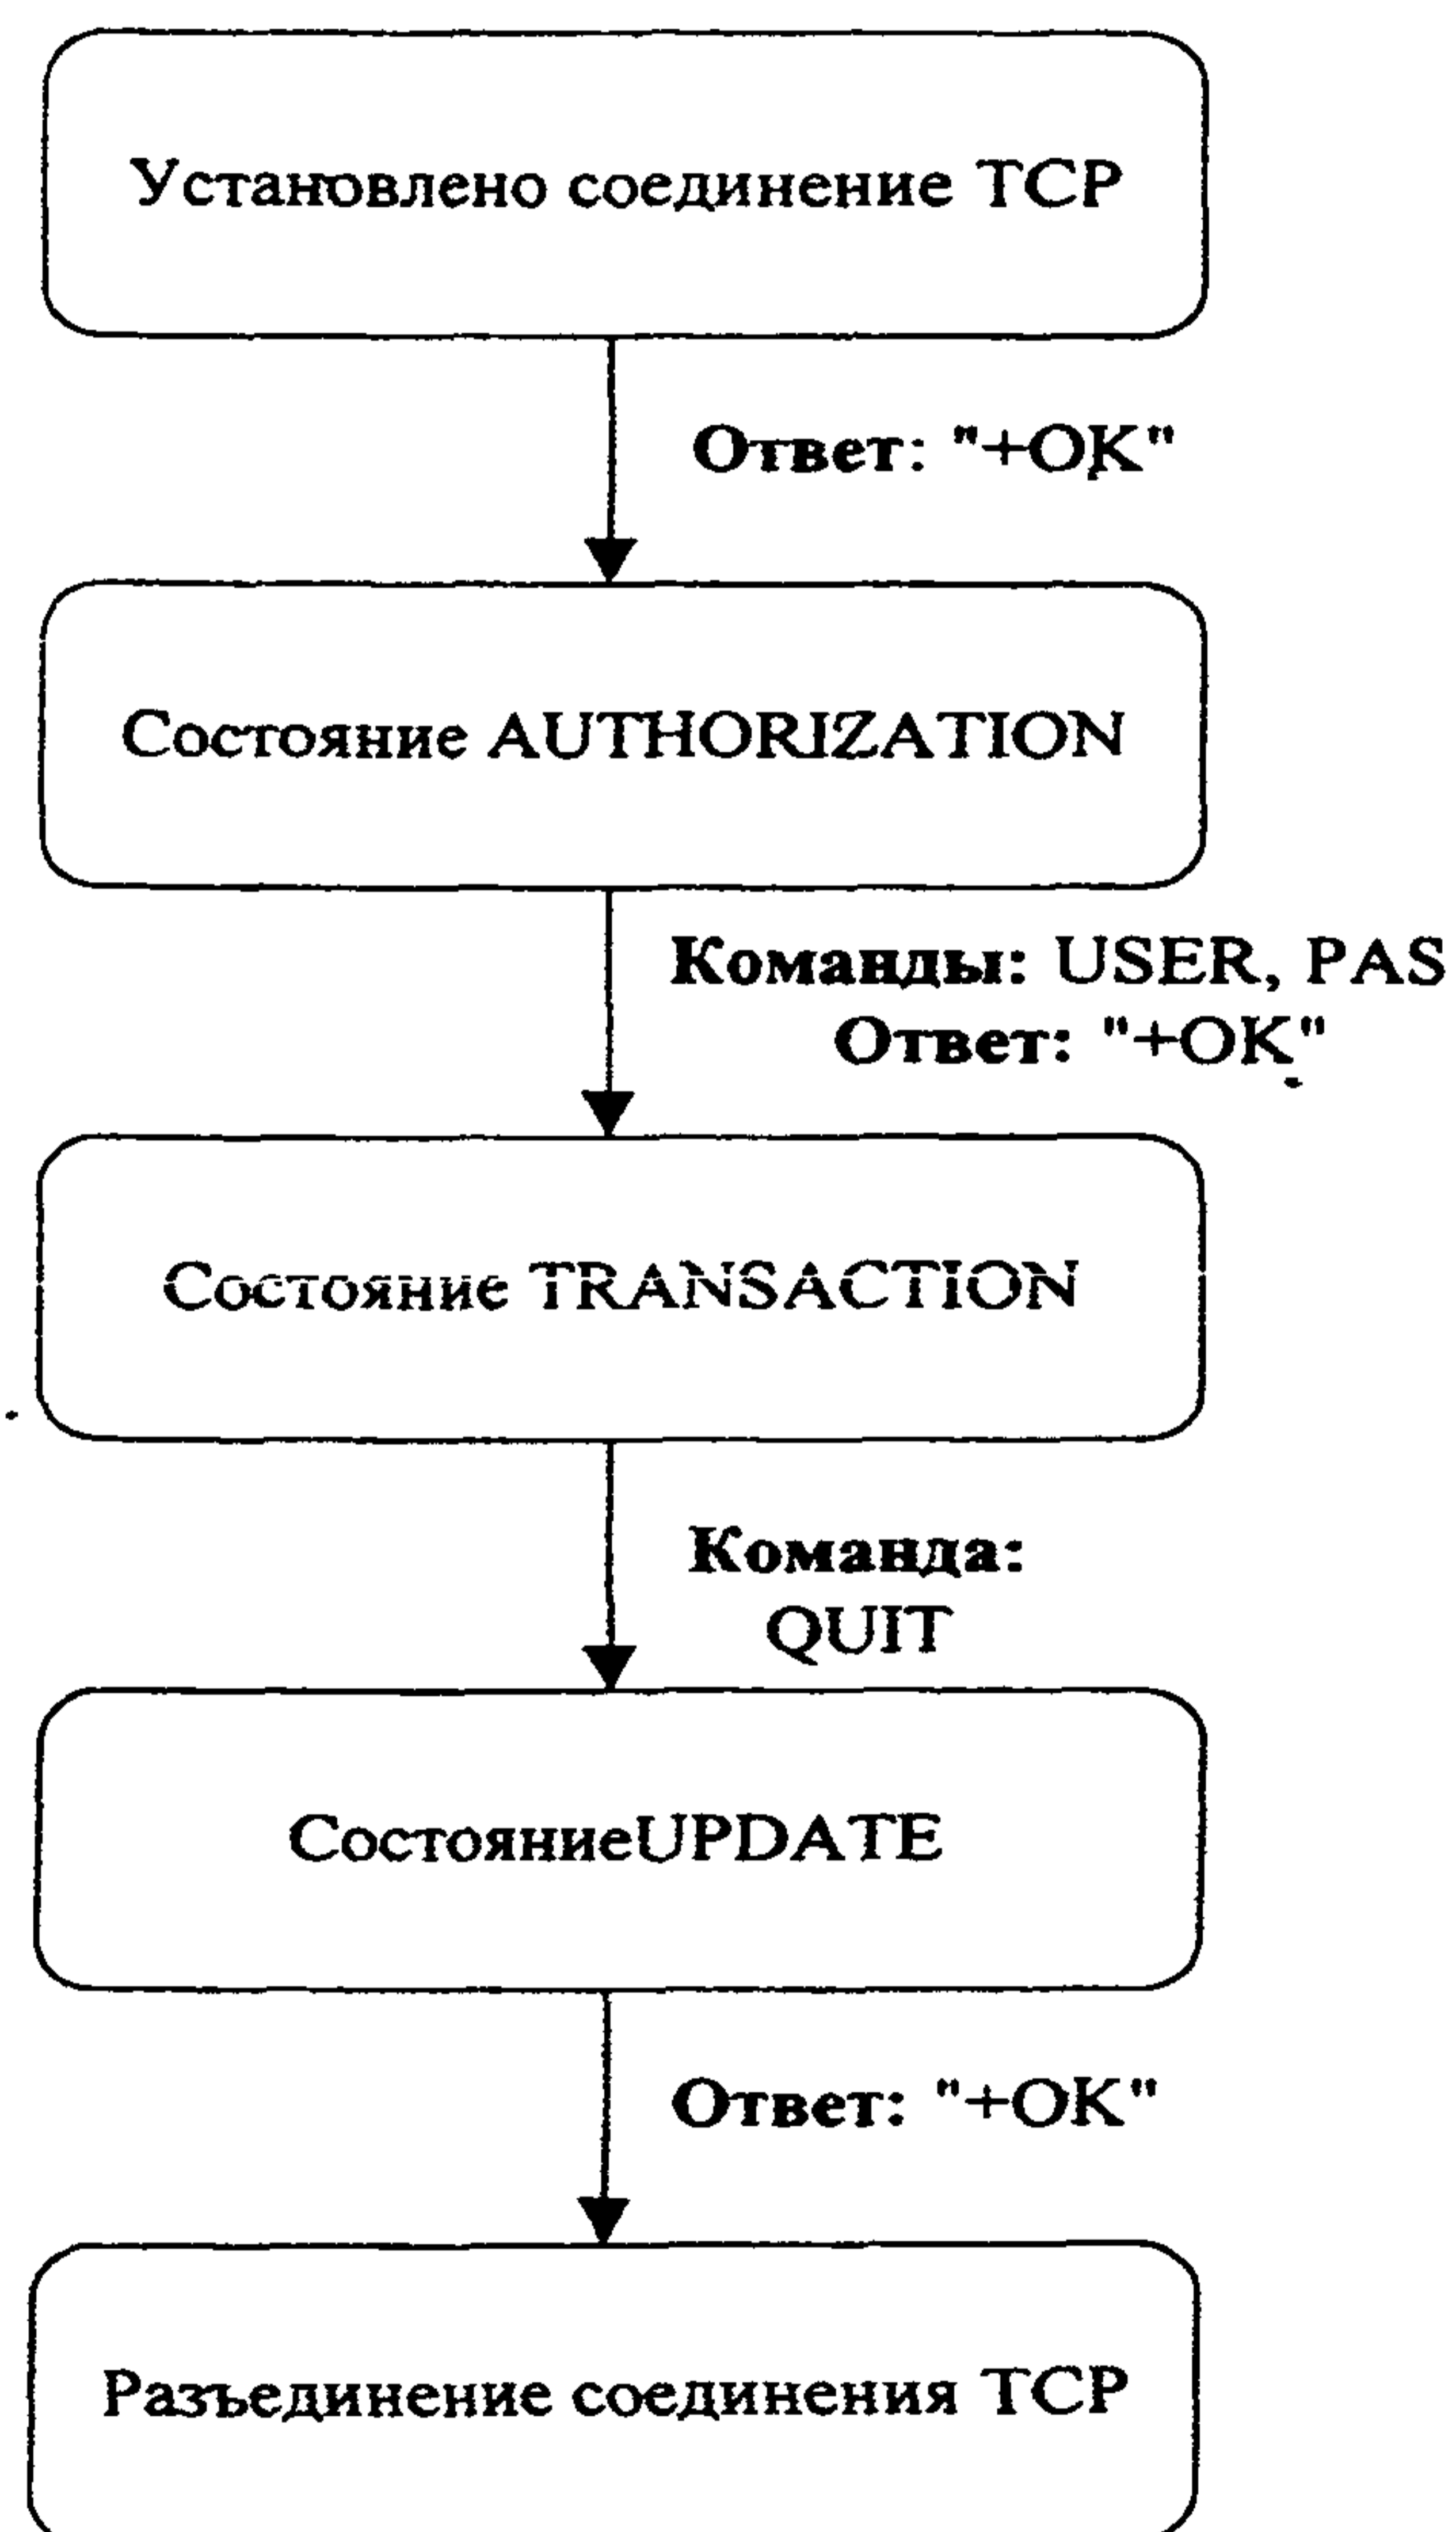 Установлено соединение TCP
Ответ: "+OK"
Состояние AUTHORIZATION
Команды: USER, PAS
Ответ: "+OK"
Состояние TRANSACTION
Команда:
QUIT
СостояниеUPDATE
Ответ: "+OK"
Разъединение соединения TCP